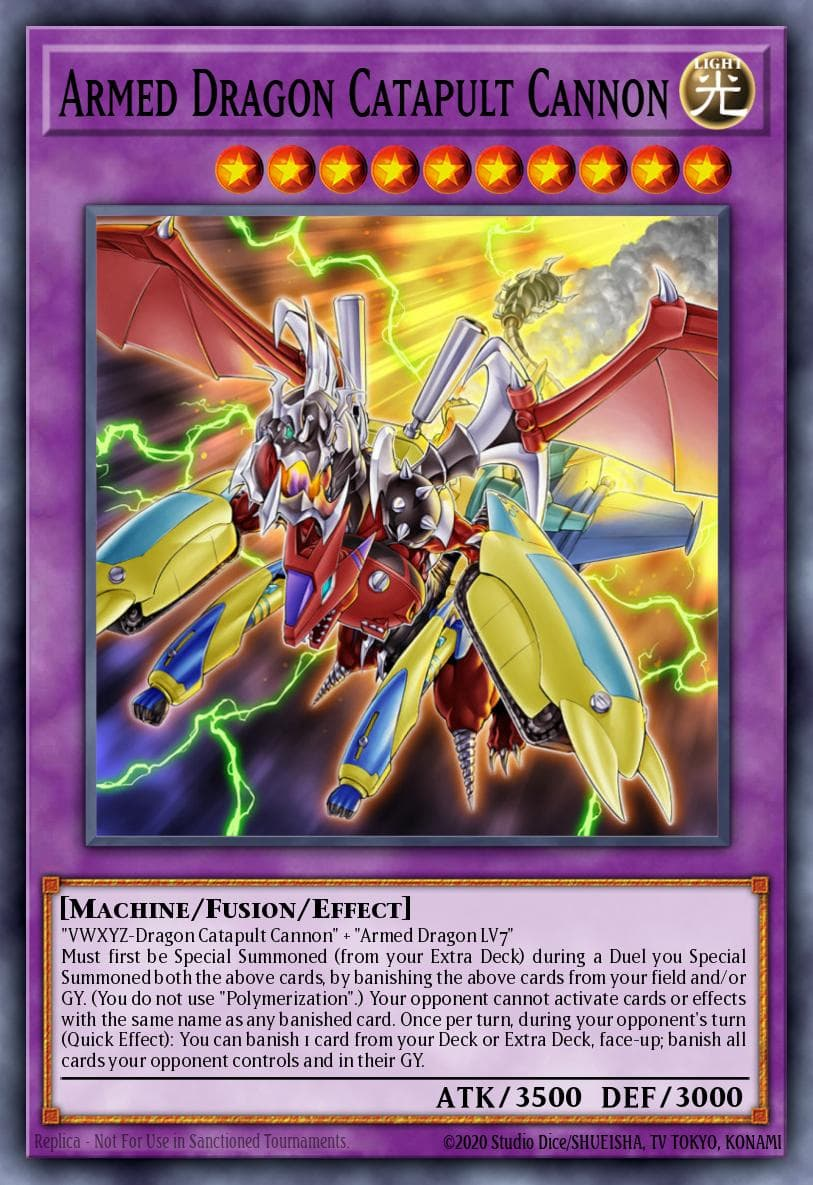 Armed Dragon Catapult Cannon
LIGHT
光
[Machine/Fusion/Effect]
"VWXYZ-Dragon Catapult Cannon" + "Armed Dragon LV7"
Must first be Special Summoned (from your Extra Deck) during a Duel you Special
Summoned both the above cards, by banishing the above cards from your field and/or
GY. (You do not use "Polymerization".) Your opponent cannot activate cards or effects
with the same name as any banished card. Once per turn, during your opponent's turn
(Quick Effect): You can banish 1 card from your Deck or Extra Deck, face-up; banish all
cards your opponent controls and in their GY.
ATK/3500 DEF/3000
Replica - Not For Use in Sanctioned Tournaments.
©2020 Studio Dice/SHUEISHA, TV TOKYO, KONAMI